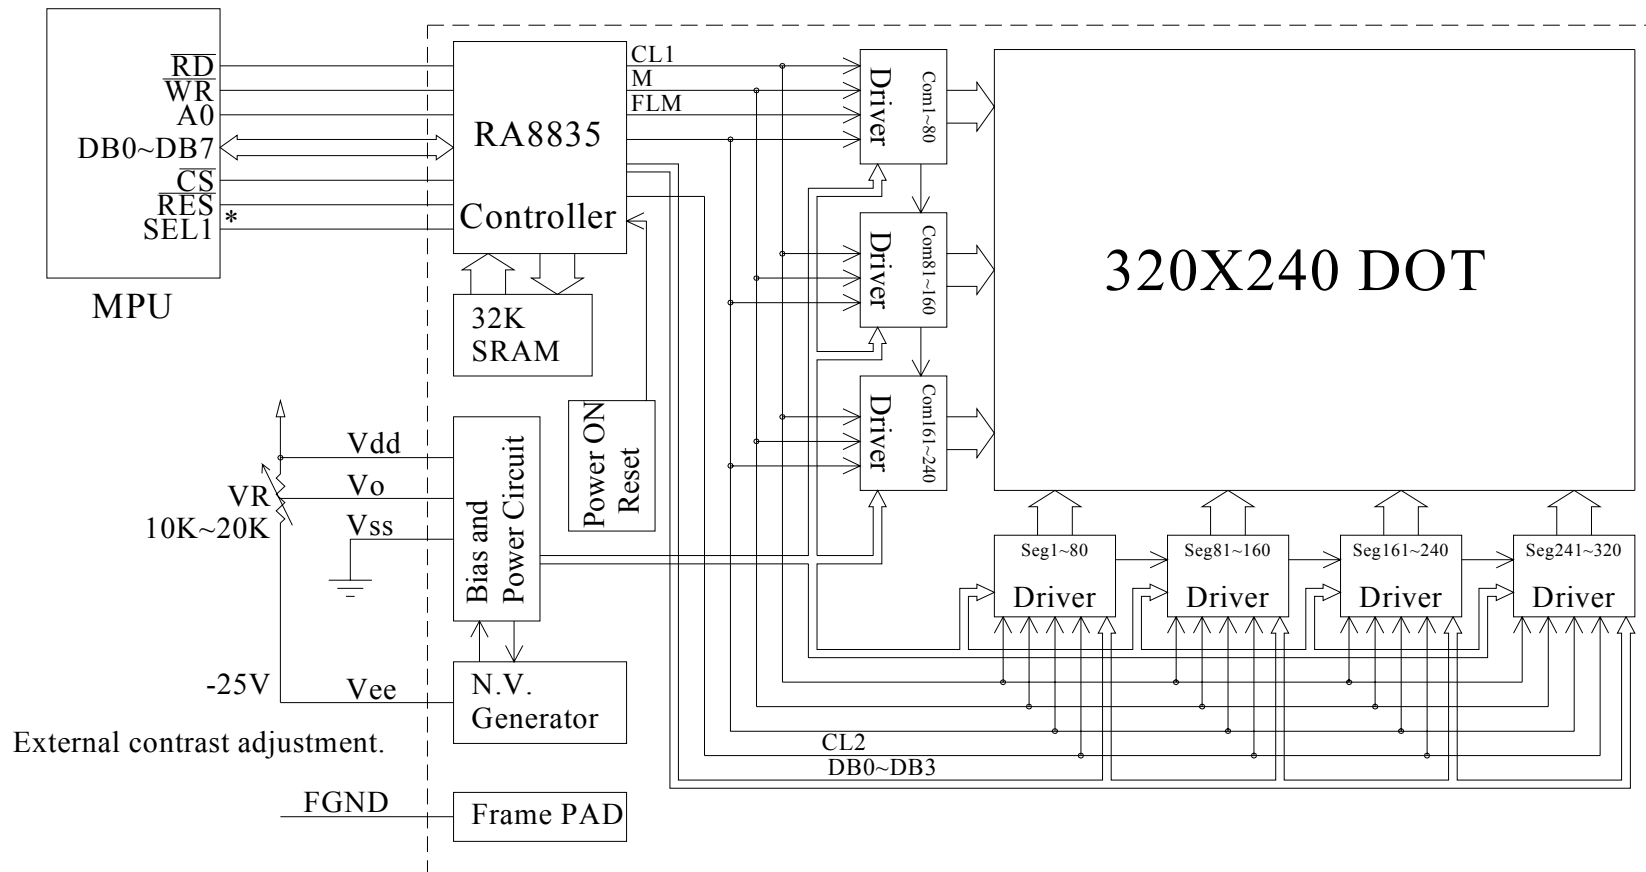 RD
WR
A0
DB0~DB7
CS
RES
SEL1 *
MPU
RA8835
Controller
32K
SRAM
CL1
M
FLM
Driver
Com1~80
Driver
Com81~160
Driver
Com161~240
320X240 DOT
Power ON
Reset
Vdd
VR
Vo
10K~20K
Vss
Bias and
Power Circuit
-25V
Vee
N.V.
Generator
External contrast adjustment.
FGND
Frame PAD
Seg1~80
Driver
Seg81~160
Driver
Seg161~240
Driver
Seg241~320
Driver
CL2
DB0~DB3